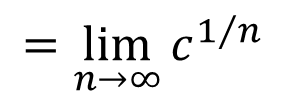 = lim c^{1/n}
n→∞